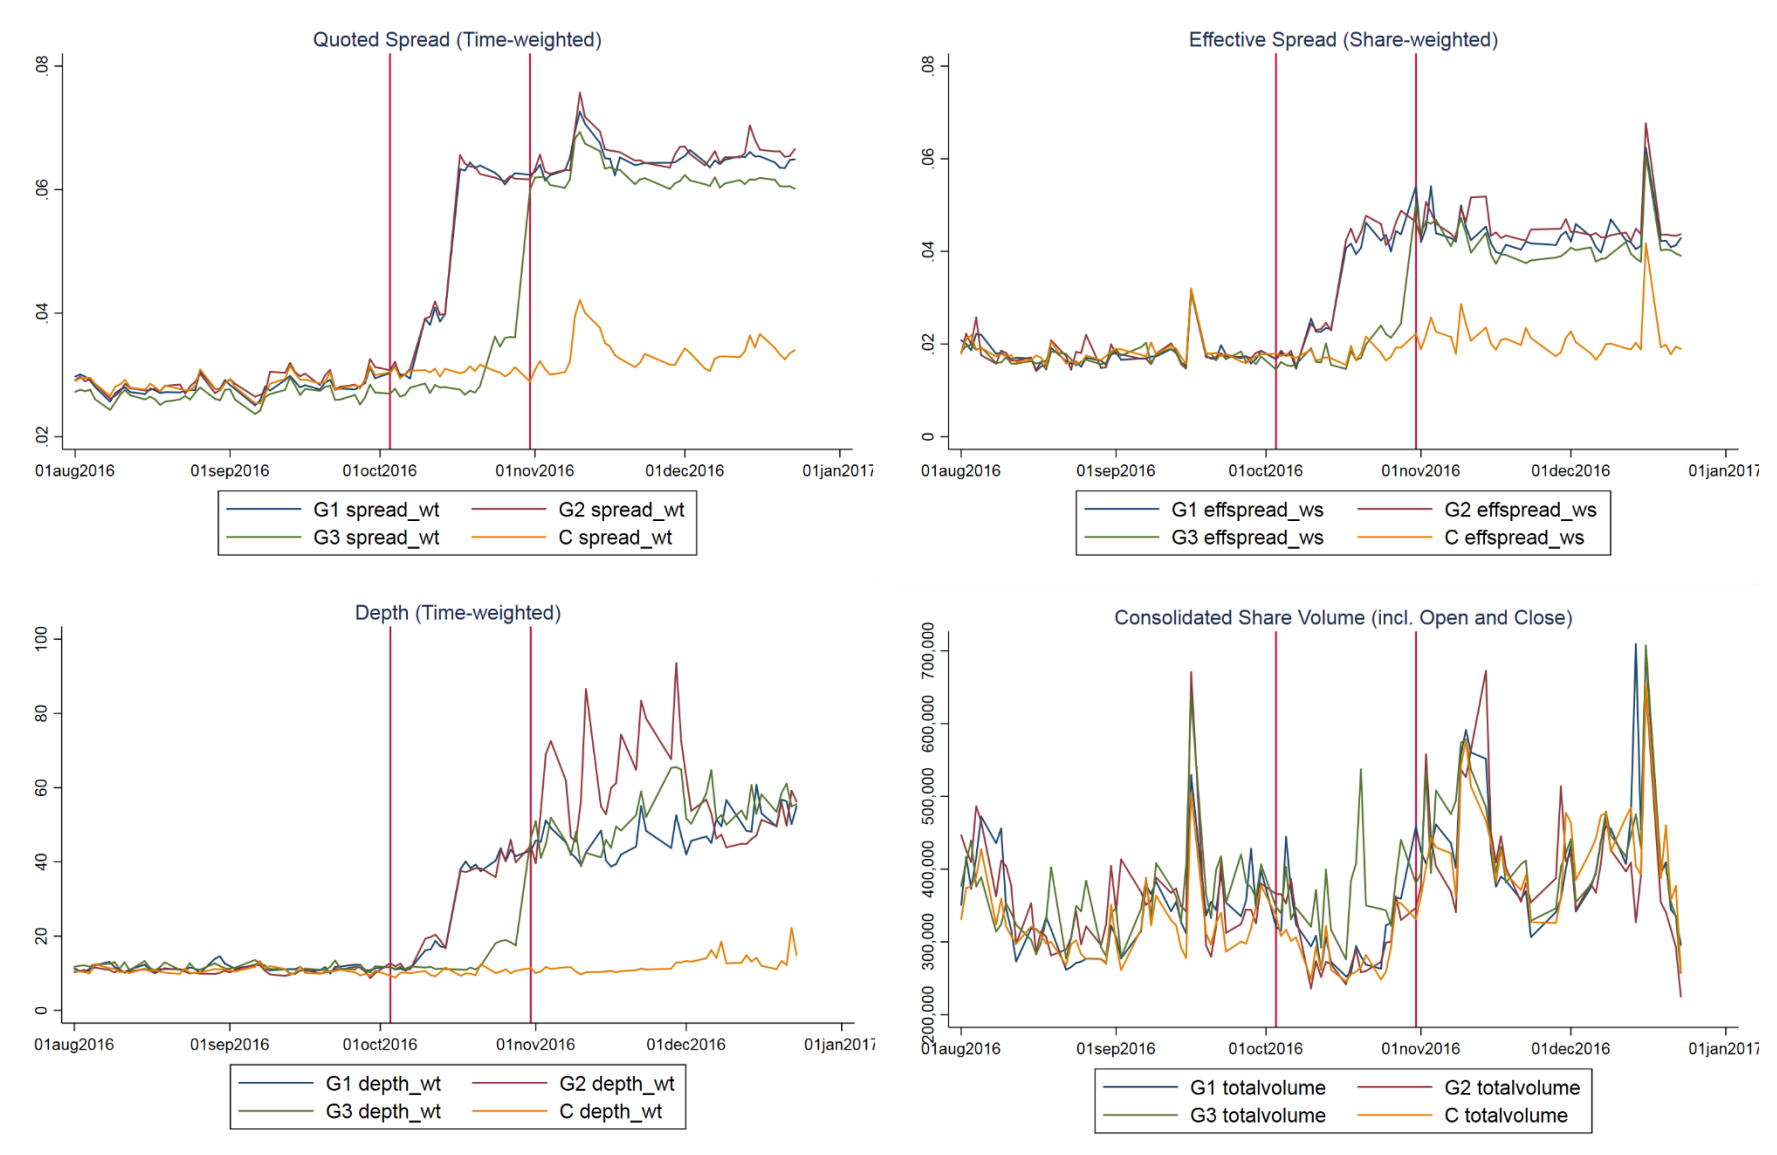 Quoted Spread (Time-weighted)
.08
.06
.04
.02
01aug2016 01sep2016 01oct2016 01nov2016 01dec2016 01jan2017
G1 spread_wt G2 spread_wt
G3 spread_wt C spread_wt
Effective Spread (Share-weighted)
.08
.06
.04
.02
0
01aug2016 01sep2016 01oct2016 01nov2016 01dec2016 01jan2017
G1 effspread_ws G2 effspread_ws
G3 effspread_ws C effspread_ws
Depth (Time-weighted)
100
80
60
40
20
0
01aug2016 01sep2016 01oct2016 01nov2016 01dec2016 01jan2017
G1 depth_wt G2 depth_wt
G3 depth_wt C depth_wt
Consolidated Share Volume (incl. Open and Close)
700,000
600,000
500,000
400,000
300,000
200,000
01aug2016 01sep2016 01oct2016 01nov2016 01dec2016 01jan2017
G1 totalvolume G2 totalvolume
G3 totalvolume C totalvolume